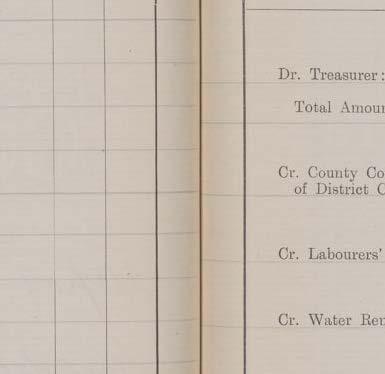 Dr. Treasurer:
Total Amour
Cr. County Co
of District C
Cr. Labourers'
Cr. Water Ren